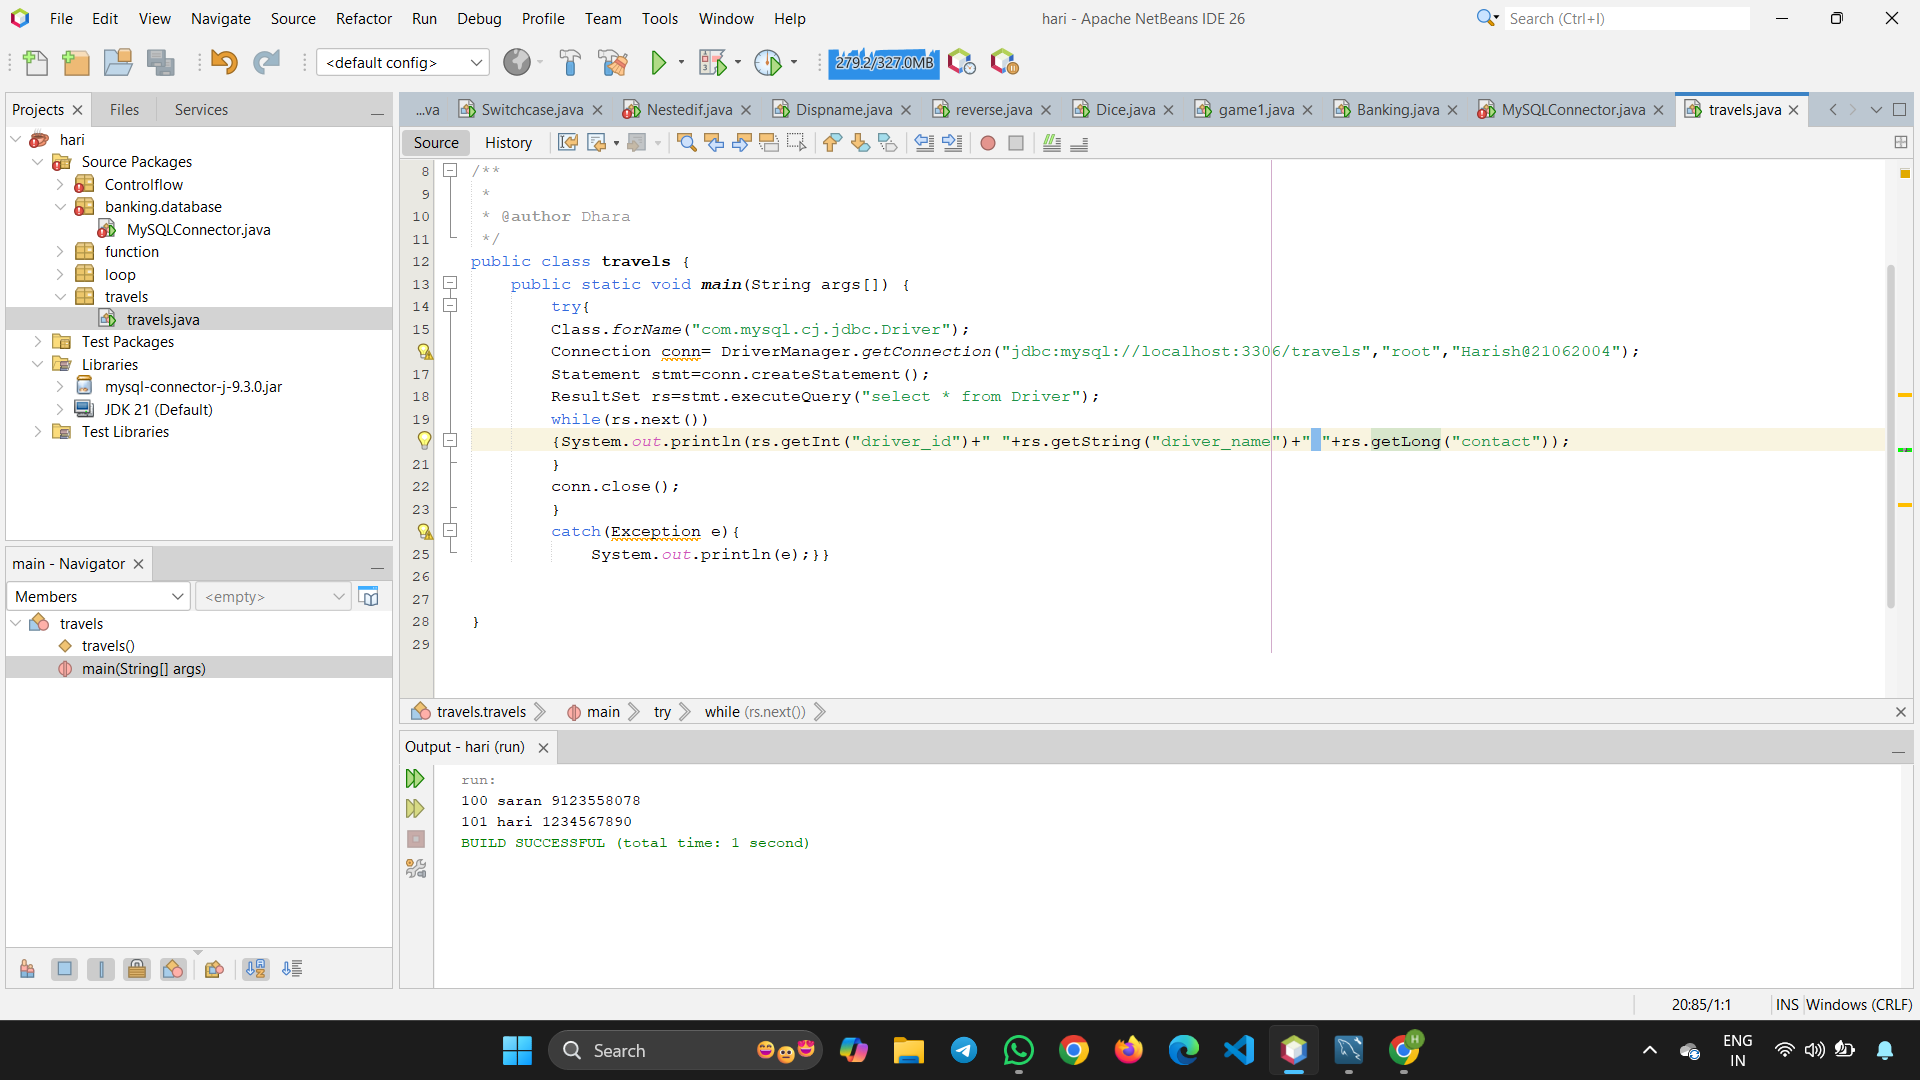 File Edit View Navigate Source Refactor Run Debug Profile Team Tools Window Help
hari - Apache NetBeans IDE 26
Search (Ctrl+I)
<default config>
279.2/327.0MB
Projects Files Services
...va Switchcase.java Nestedif.java Dispname.java reverse.java Dice.java game1.java Banking.java MySQLConnector.java travels.java
Source History
hari
Source Packages
Controlflow
banking.database
MySQLConnector.java
function
loop
travels
travels.java
Test Packages
Libraries
mysql-connector-j-9.3.0.jar
JDK 21 (Default)
Test Libraries
8 /**
9 *
10 * @author Dhara
11 */
12 public class travels {
13 public static void main(String args[]) {
14 try{
15 Class.forName("com.mysql.cj.jdbc.Driver");
Connection conn= DriverManager.getConnection("jdbc:mysql://localhost:3306/travels","root","Harish@21062004");
17 Statement stmt=conn.createStatement();
18 ResultSet rs=stmt.executeQuery("select * from Driver");
19 while(rs.next())
{System.out.println(rs.getInt("driver_id")+" "+rs.getString("driver_name")+" "+rs.getLong("contact"));
21 }
22 conn.close();
23 }
catch(Exception e){
25 System.out.println(e);}}
26
27
28 }
29
travels.travels main try while (rs.next())
main - Navigator
Members <empty>
travels
travels()
main(String[] args)
Output - hari (run)
run:
100 saran 9123558078
101 hari 1234567890
BUILD SUCCESSFUL (total time: 1 second)
20:85/1:1 INS Windows (CRLF)
Search
H
ENG
IN